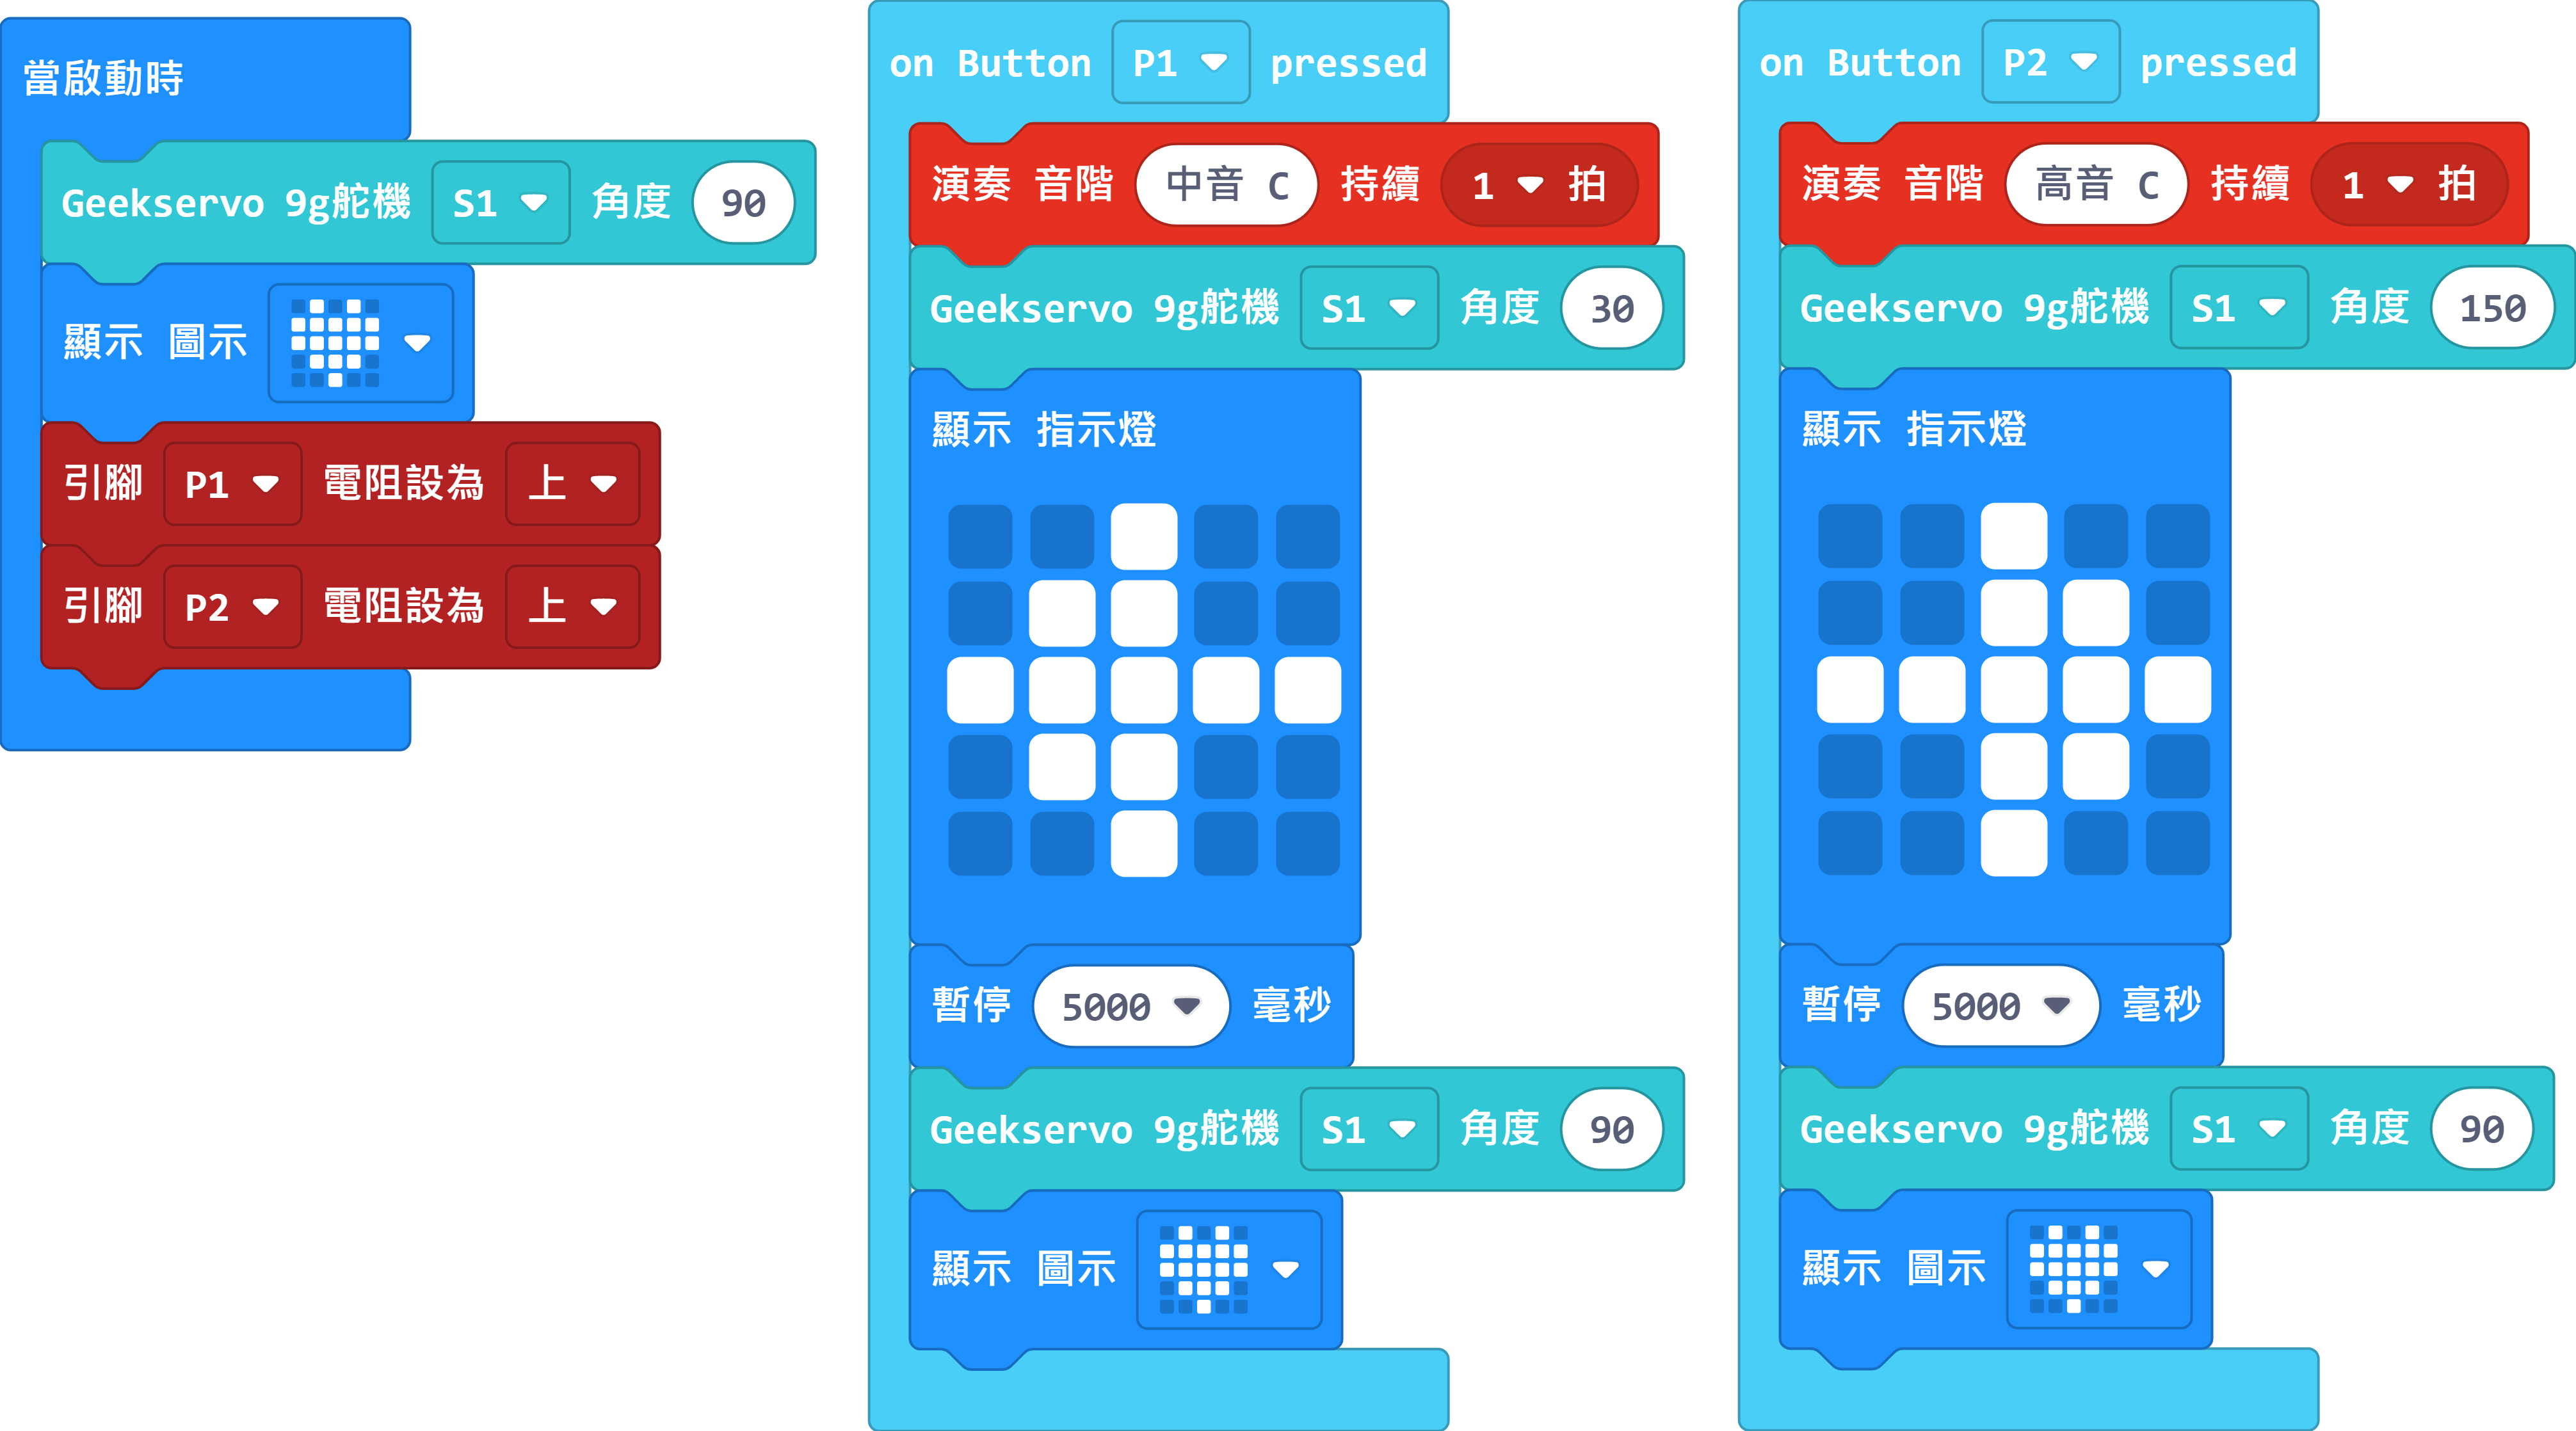 當啟動時
Geekservo 9g舵機 S1 角度 90
顯示 圖示
引腳 P1 電阻設為 上
引腳 P2 電阻設為 上
on Button P1 pressed
演奏 音階 中音 C 持續 1 拍
Geekservo 9g舵機 S1 角度 30
顯示 指示燈
暫停 5000 毫秒
Geekservo 9g舵機 S1 角度 90
顯示 圖示
on Button P2 pressed
演奏 音階 高音 C 持續 1 拍
Geekservo 9g舵機 S1 角度 150
顯示 指示燈
暫停 5000 毫秒
Geekservo 9g舵機 S1 角度 90
顯示 圖示